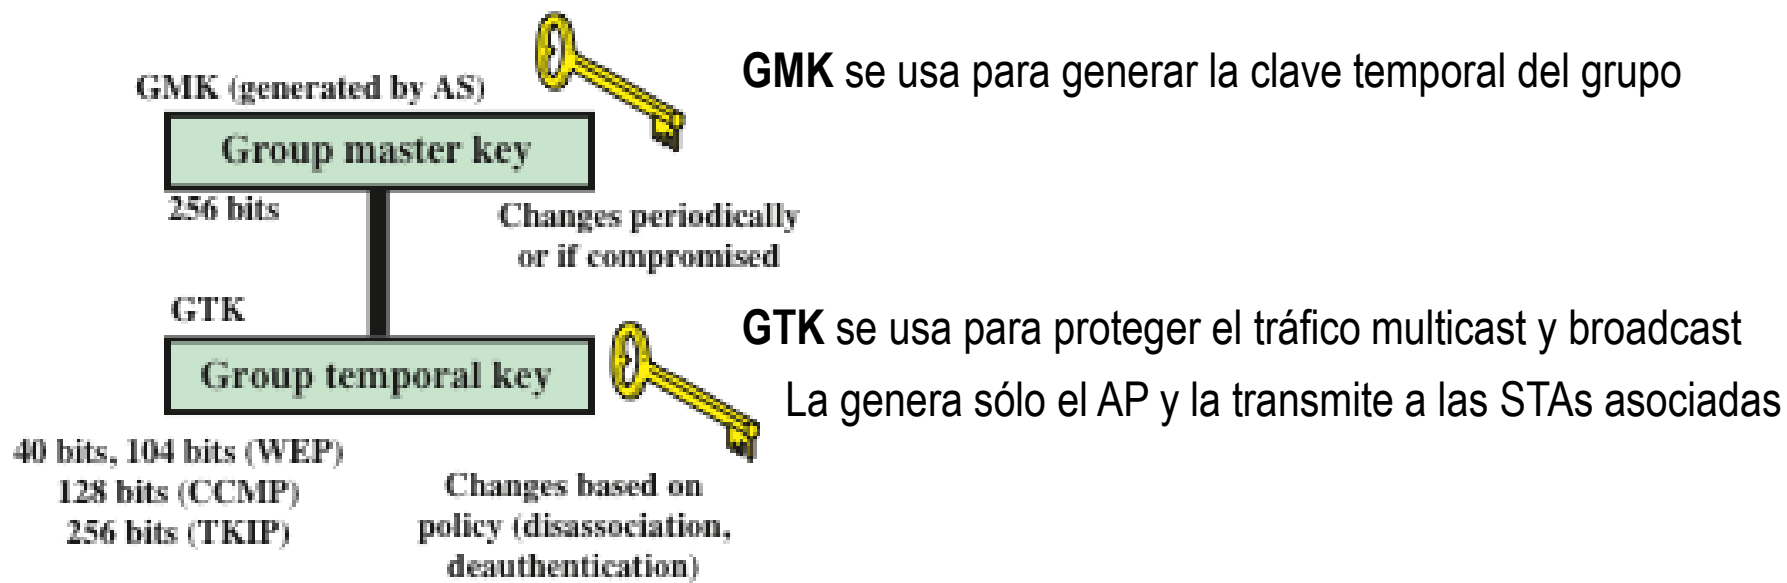 GMK (generated by AS)
GMK se usa para generar la clave temporal del grupo
Group master key
256 bits
Changes periodically
or if compromised
GTK
GTK se usa para proteger el tráfico multicast y broadcast
Group temporal key
La genera sólo el AP y la transmite a las STAs asociadas
40 bits, 104 bits (WEP)
128 bits (CCMP)
256 bits (TKIP)
Changes based on
policy (disassociation,
deauthentication)